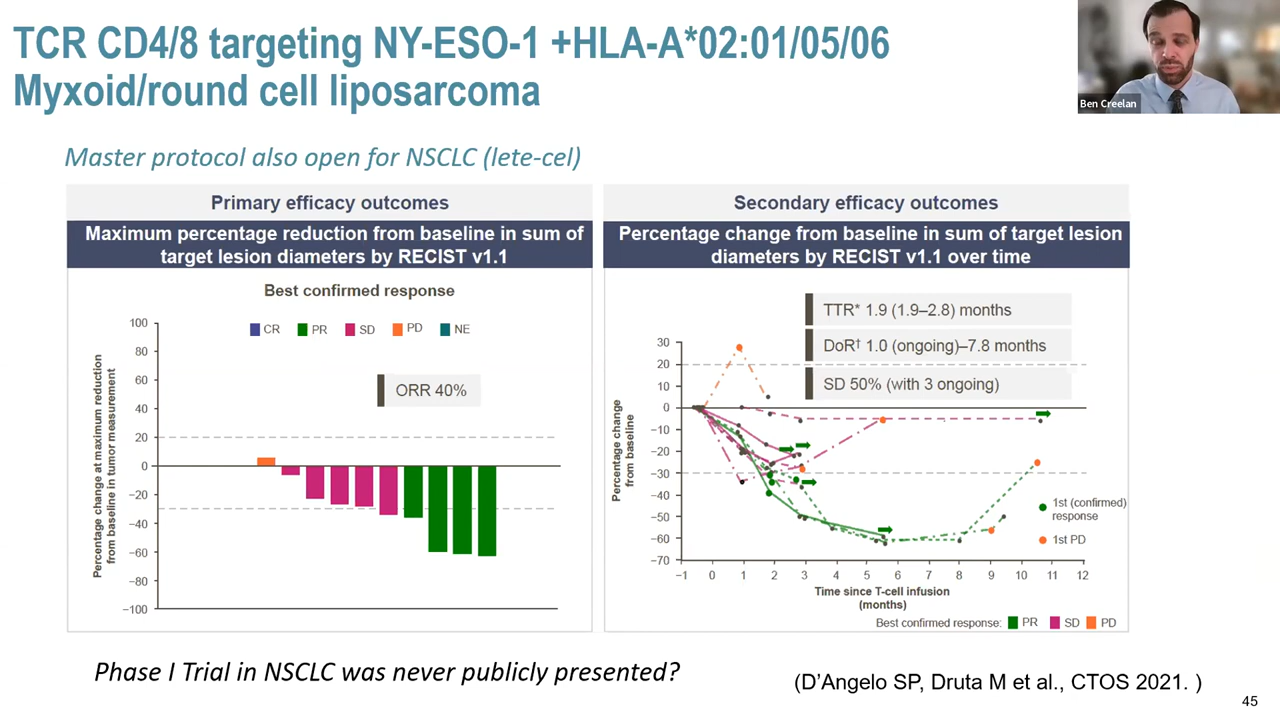 TCR CD4/8 targeting NY-ESO-1 +HLA-A*02:01/05/06
Myxoid/round cell liposarcoma
Ben Creelan
Master protocol also open for NSCLC (lete-cel)
Primary efficacy outcomes
Maximum percentage reduction from baseline in sum of
target lesion diameters by RECIST v1.1
Best confirmed response
CR PR SD PD NE
ORR 40%
Percentage change at maximum reduction
from baseline in tumor measurement
100
80
60
40
20
0
−20
−40
−60
−80
−100
Secondary efficacy outcomes
Percentage change from baseline in sum of target lesion
diameters by RECIST v1.1 over time
TTR* 1.9 (1.9–2.8) months
DoR† 1.0 (ongoing)–7.8 months
SD 50% (with 3 ongoing)
Percentage change
from baseline
30
20
10
0
−10
−20
−30
−40
−50
−60
−70
1st (confirmed)
response
1st PD
−1 0 1 2 3 4 5 6 7 8 9 10 11 12
Time since T-cell infusion
(months)
Best confirmed response: PR SD PD
Phase I Trial in NSCLC was never publicly presented?
(D’Angelo SP, Druta M et al., CTOS 2021. )
45